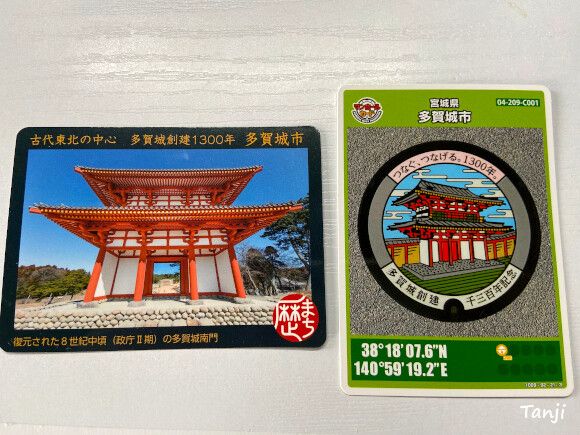 古代東北の中心 多賀城創建1300年 多賀城市
復元された8世紀中頃（政庁Ⅱ期）の多賀城南門
歴まち
宮城県
多賀城市
04-209-C001
つなぐ、つなげる。1300年。
多賀城創建 千三百年記念
38°18'07.6"N
140°59'19.2"E
Tanji